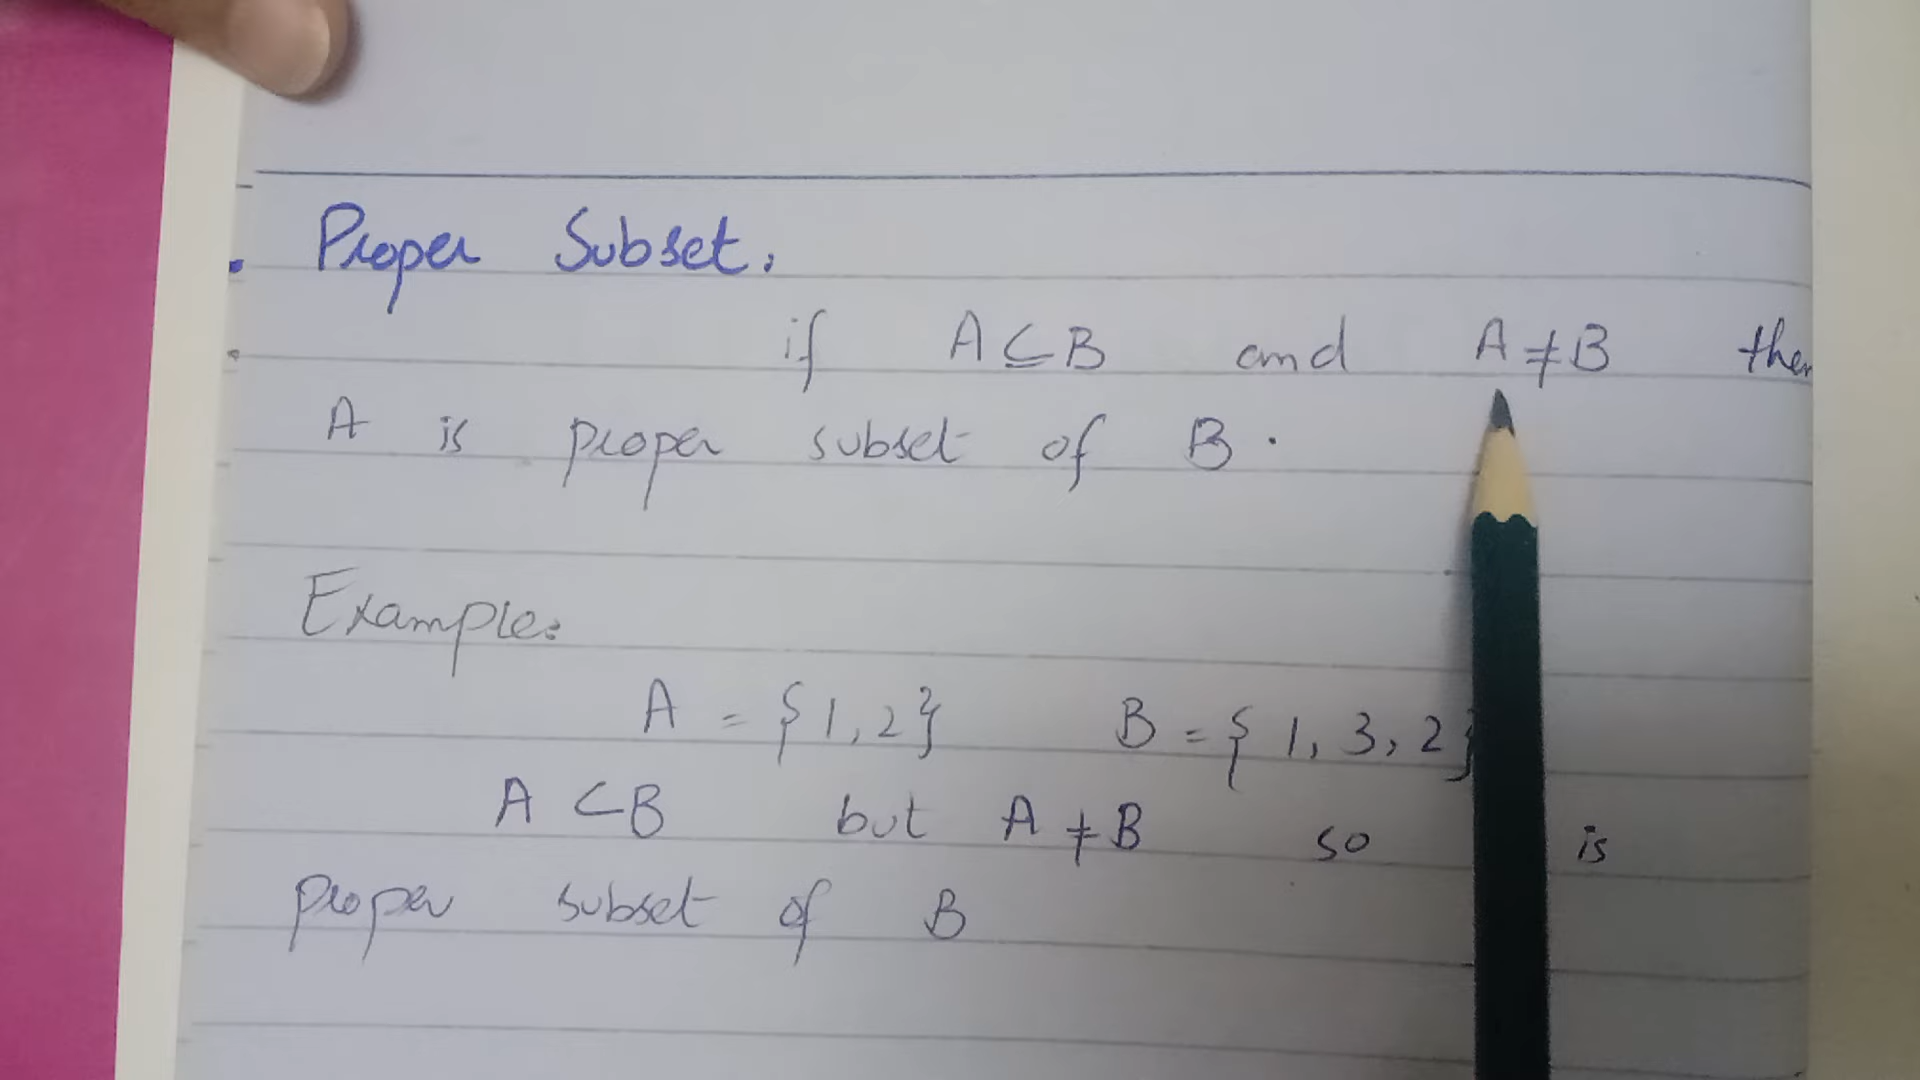 Proper Subset:
if A ⊆ B and A ≠ B then
A is proper subset of B.
Example:
A = {1, 2} B = { 1, 3, 2}
A ⊂ B but A ≠ B so is
proper subset of B